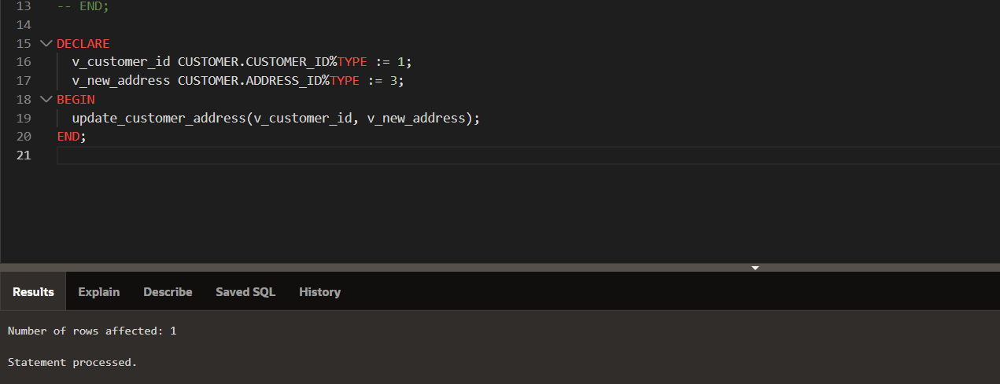 13 -- END;
14
15 DECLARE
16 v_customer_id CUSTOMER.CUSTOMER_ID%TYPE := 1;
17 v_new_address CUSTOMER.ADDRESS_ID%TYPE := 3;
18 BEGIN
19 update_customer_address(v_customer_id, v_new_address);
20 END;
21
Results Explain Describe Saved SQL History
Number of rows affected: 1
Statement processed.